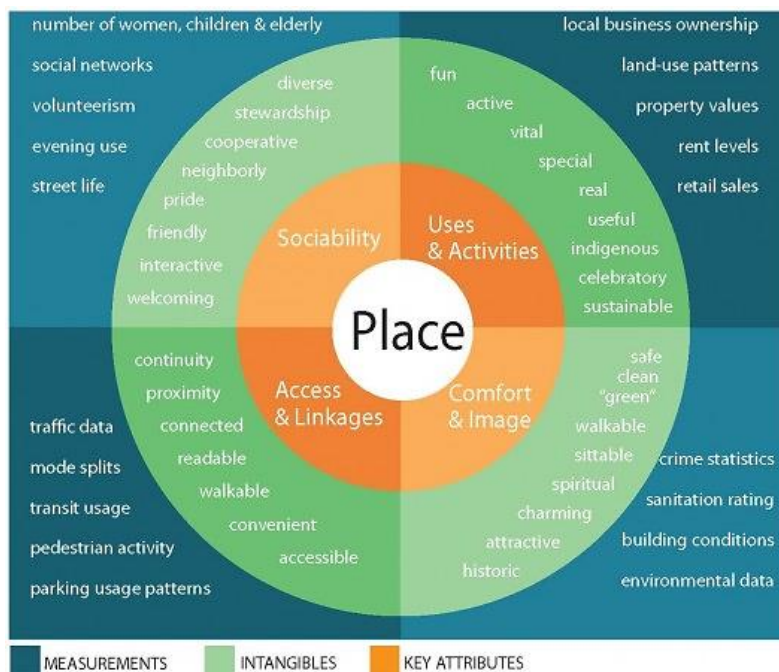 number of women, children & elderly
social networks
volunteerism
evening use
street life
diverse
stewardship
cooperative
neighborly
pride
friendly
interactive
welcoming
Sociability
fun
active
vital
special
real
useful
indigenous
celebratory
sustainable
Uses
& Activities
local business ownership
land-use patterns
property values
rent levels
retail sales
Place
continuity
proximity
connected
readable
walkable
convenient
accessible
Access
& Linkages
traffic data
mode splits
transit usage
pedestrian activity
parking usage patterns
Comfort
& Image
safe
clean
"green"
walkable
sittable
spiritual
charming
attractive
historic
crime statistics
sanitation rating
building conditions
environmental data
MEASUREMENTS
INTANGIBLES
KEY ATTRIBUTES